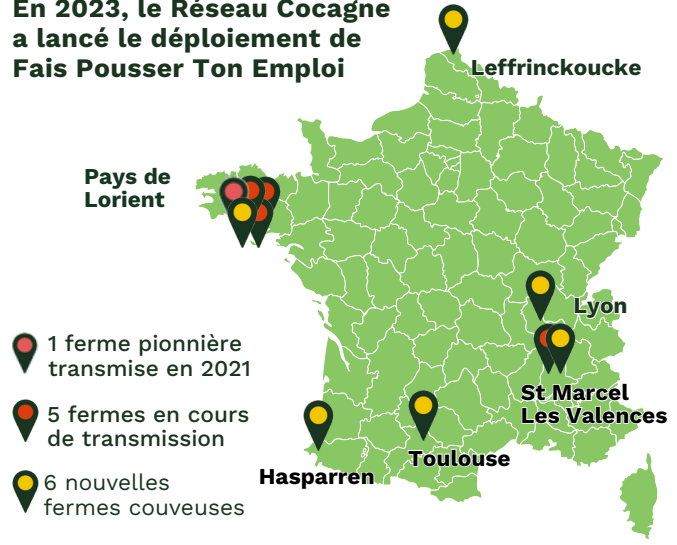 En 2023, le Réseau Cocagne
a lancé le déploiement de
Fais Pousser Ton Emploi
Leffrinckoucke
Pays de
Lorient
Lyon
1 ferme pionnière
transmise en 2021
St Marcel
Les Valences
5 fermes en cours
de transmission
Toulouse
Hasparren
6 nouvelles
fermes couveuses